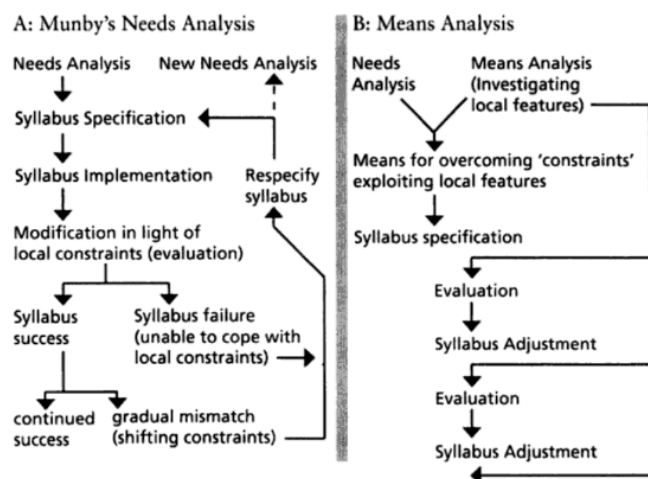 A: Munby's Needs Analysis
Needs Analysis
New Needs Analysis
Syllabus Specification
Syllabus Implementation
Respecify
syllabus
Modification in light of
local constraints (evaluation)
Syllabus
success
Syllabus failure
(unable to cope with
local constraints)
continued
success
gradual mismatch
(shifting constraints)
B: Means Analysis
Needs
Analysis
Means Analysis
(Investigating
local features)
Means for overcoming 'constraints'
exploiting local features
Syllabus specification
Evaluation
Syllabus Adjustment
Evaluation
Syllabus Adjustment